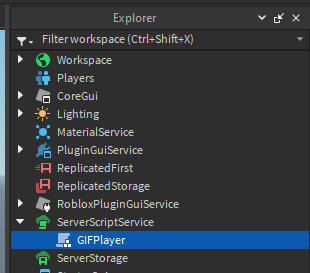 Explorer
Filter workspace (Ctrl+Shift+X)
Workspace
Players
CoreGui
Lighting
MaterialService
PluginGuiService
ReplicatedFirst
ReplicatedStorage
RobloxPluginGuiService
ServerScriptService
GIFPlayer
ServerStorage